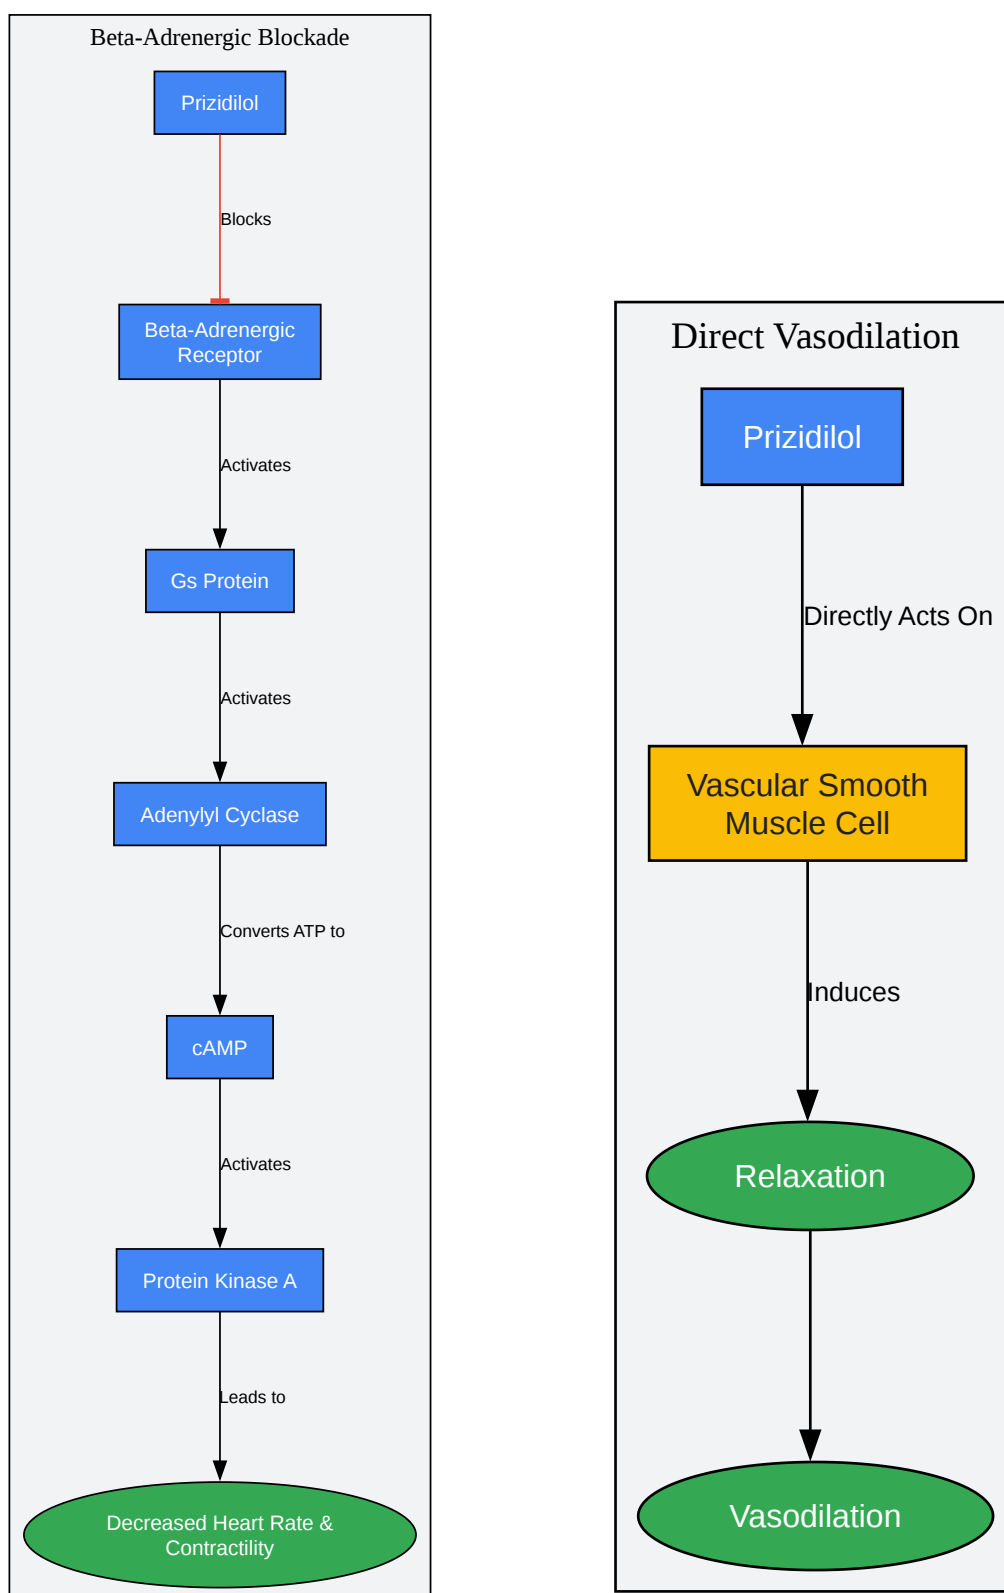 Beta-Adrenergic Blockade
Prizidilol
Blocks
Beta-Adrenergic
Receptor
Activates
Gs Protein
Activates
Adenylyl Cyclase
Converts ATP to
cAMP
Activates
Protein Kinase A
Leads to
Decreased Heart Rate &
Contractility
Direct Vasodilation
Prizidilol
Directly Acts On
Vascular Smooth
Muscle Cell
Induces
Relaxation
Vasodilation